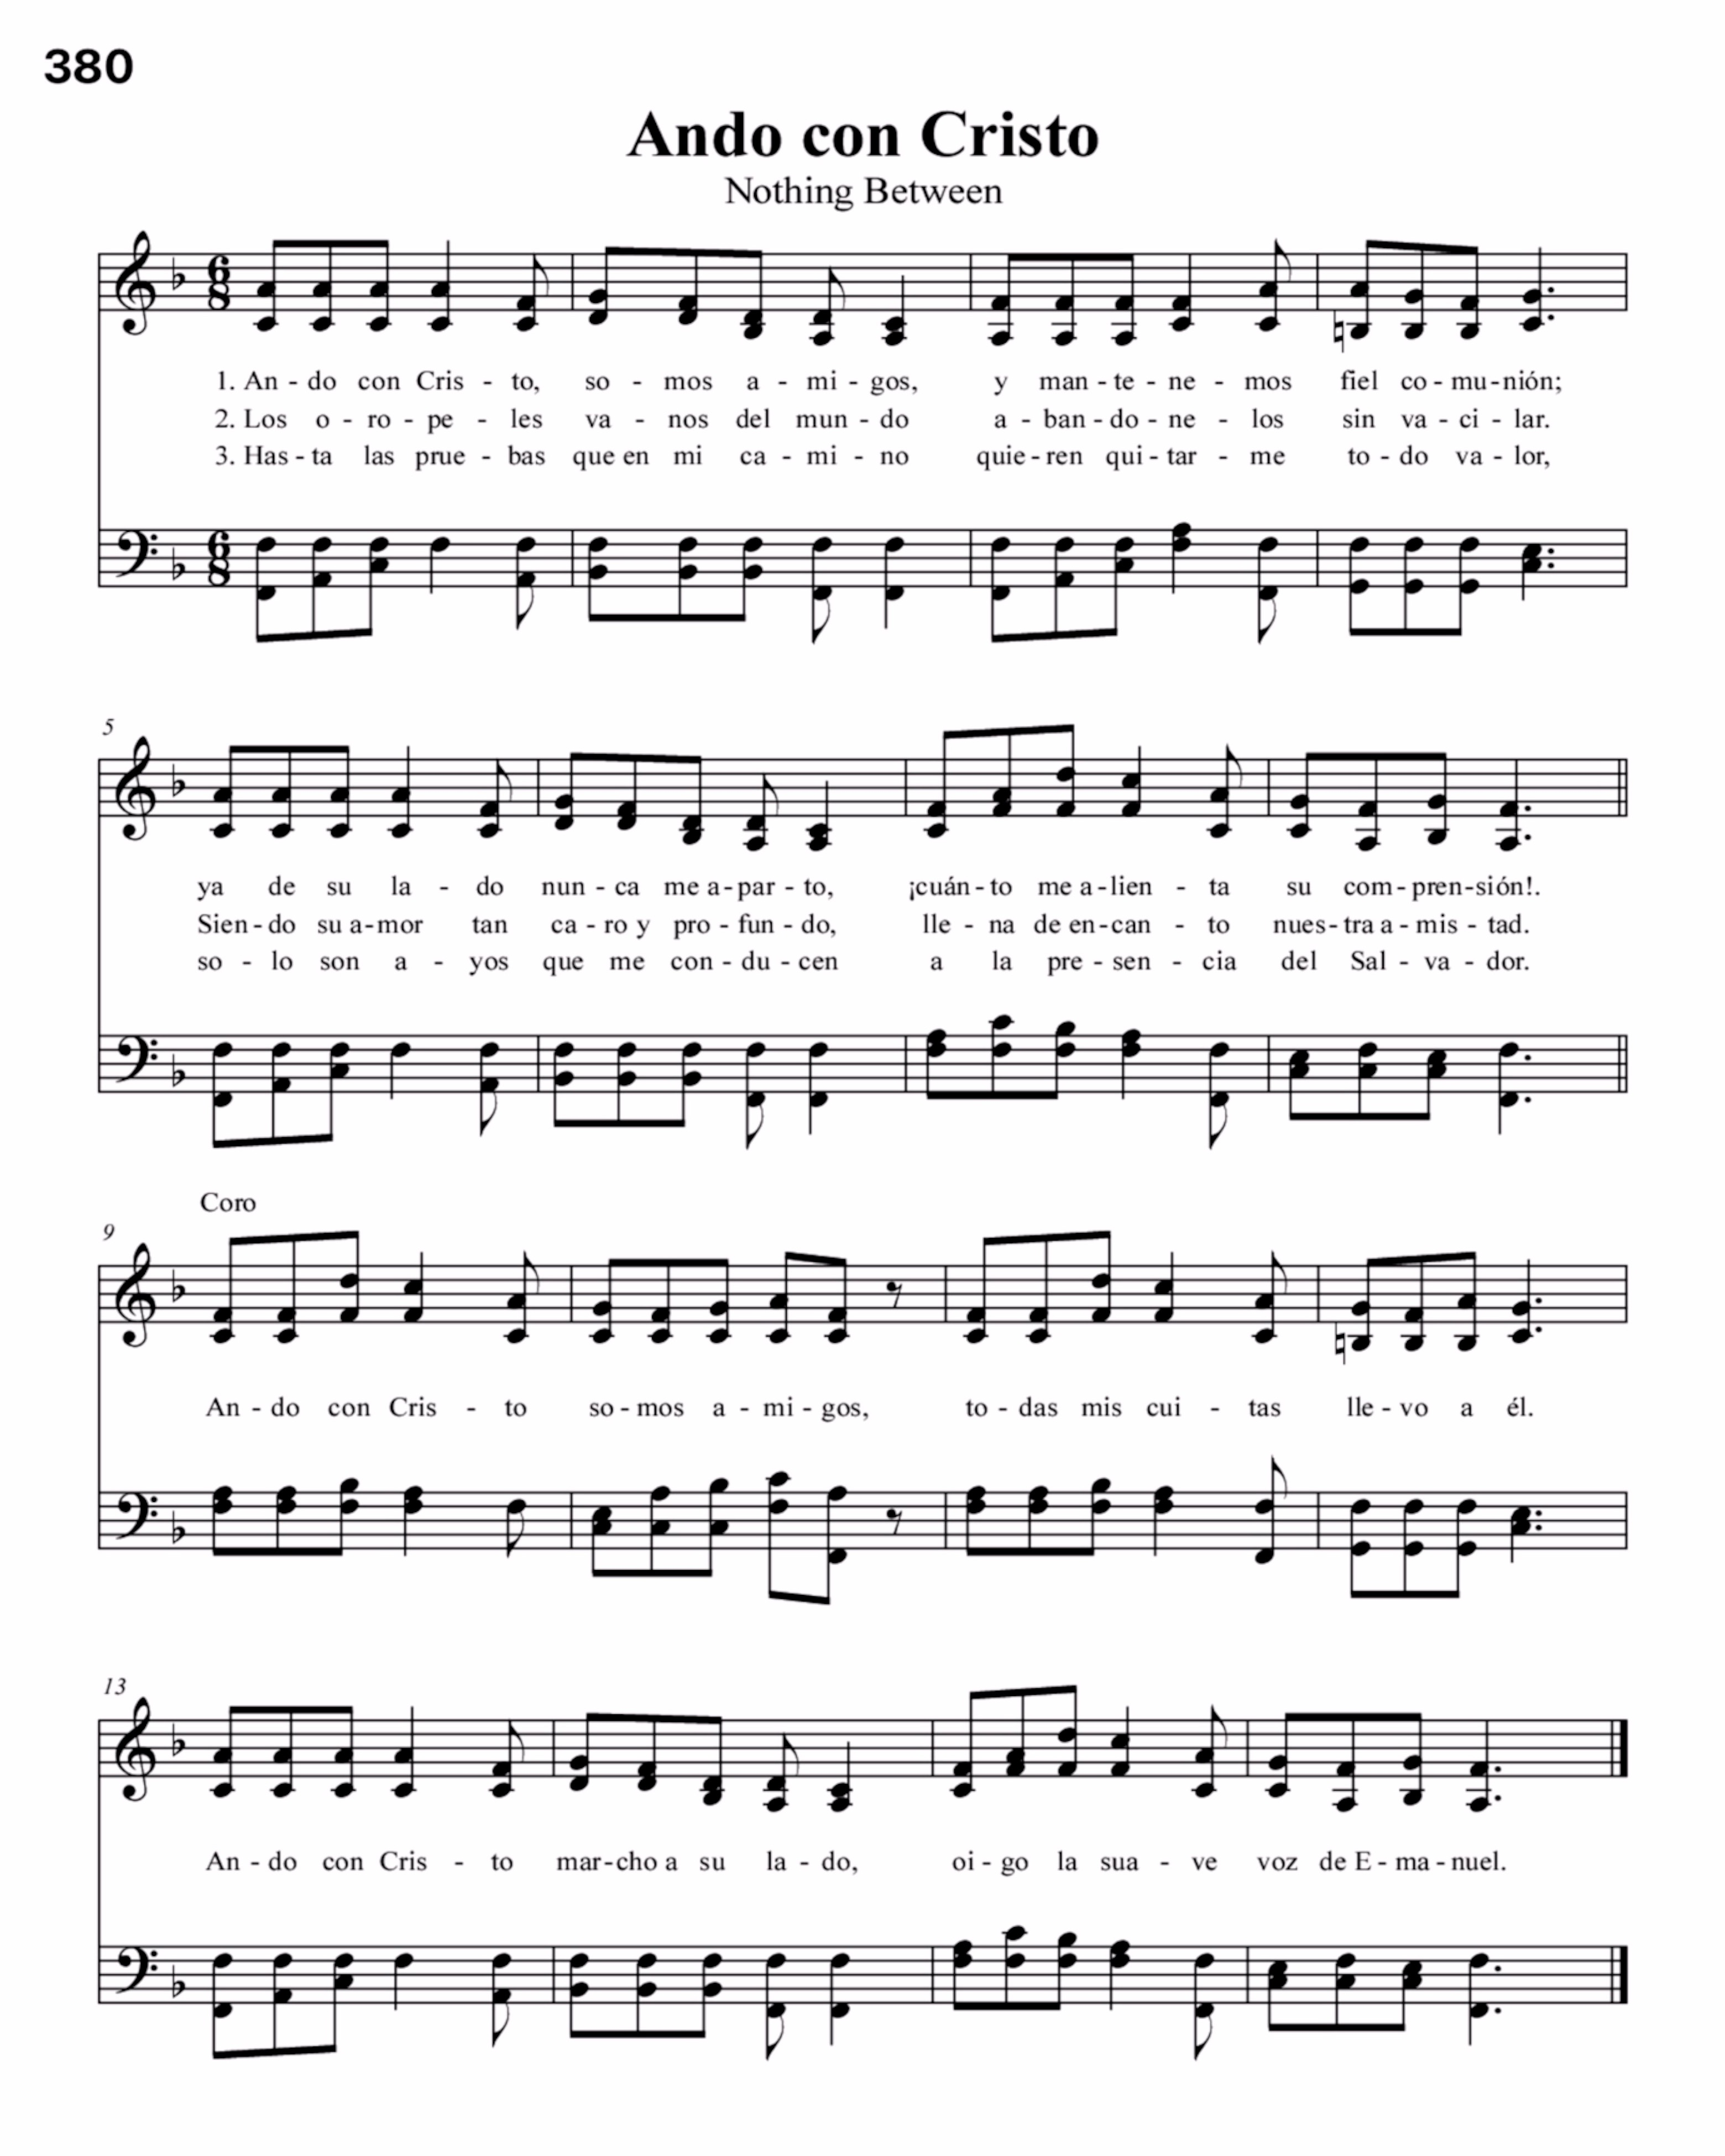 380
Ando con Cristo
Nothing Between
6 8
1. An - do con Cris - to, so - mos a - mi - gos, y man - te - ne - mos fiel co - mu - nión;
2. Los o - ro - pe - les va - nos del mun - do a - ban - do - ne - los sin va - ci - lar.
3. Has - ta las prue - bas que en mi ca - mi - no quie - ren qui - tar - me to - do va - lor,
6 8
5
ya de su la - do nun - ca me a - par - to, ¡cuán - to me a - lien - ta su com - pren - sión!.
Sien - do su a - mor tan ca - ro y pro - fun - do, lle - na de en - can - to nues - tra a - mis - tad.
so - lo son a - yos que me con - du - cen a la pre - sen - cia del Sal - va - dor.
Coro
9
An - do con Cris - to so - mos a - mi - gos, to - das mis cui - tas lle - vo a él.
13
An - do con Cris - to mar - cho a su la - do, oi - go la sua - ve voz de E - ma - nuel.